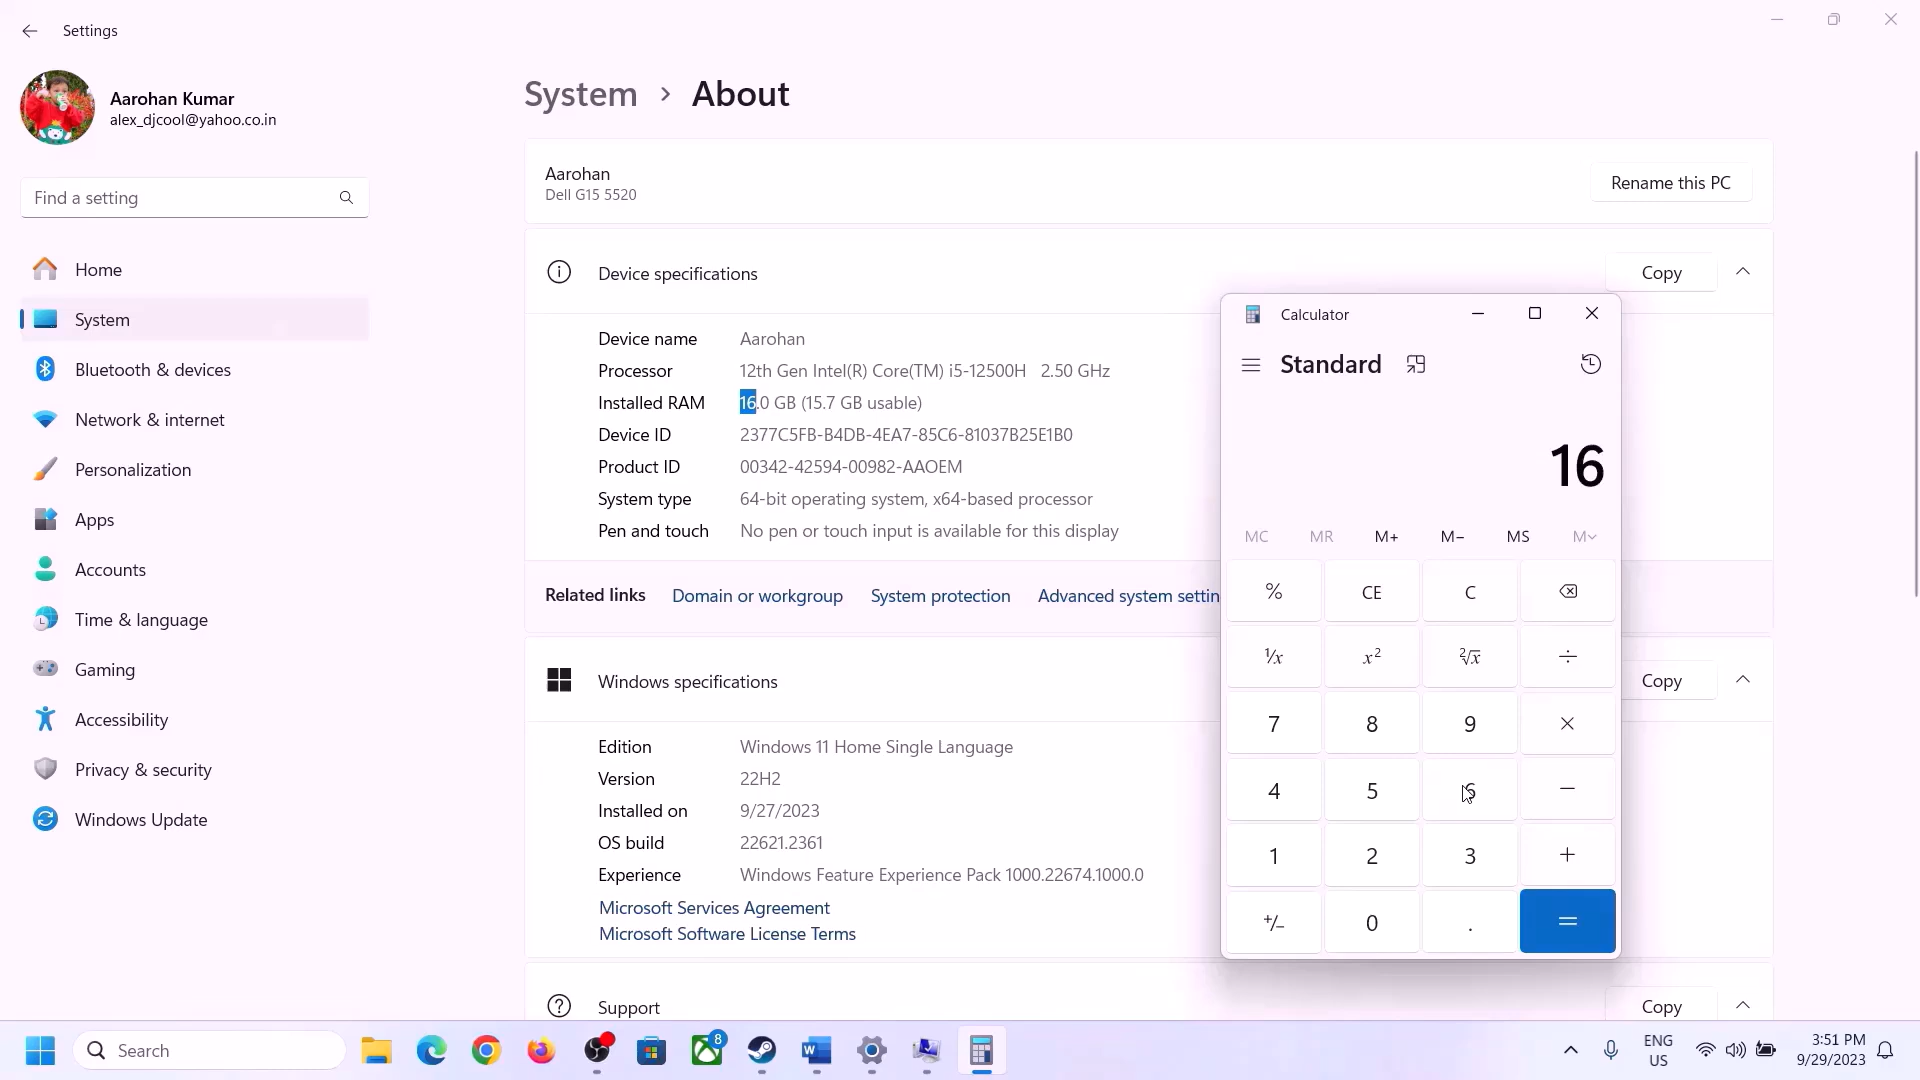 Settings
Aarohan Kumar
alex_djcool@yahoo.co.in
Find a setting
Home
System
Bluetooth & devices
Network & internet
Personalization
Apps
Accounts
Time & language
Gaming
Accessibility
Privacy & security
Windows Update
System › About
Aarohan
Dell G15 5520
Rename this PC
Device specifications
Copy
Device name Aarohan
Processor 12th Gen Intel(R) Core(TM) i5-12500H 2.50 GHz
Installed RAM 16.0 GB (15.7 GB usable)
Device ID 2377C5FB-B4DB-4EA7-85C6-81037B25E1B0
Product ID 00342-42594-00982-AAOEM
System type 64-bit operating system, x64-based processor
Pen and touch No pen or touch input is available for this display
Related links Domain or workgroup System protection Advanced system settin
Windows specifications
Copy
Edition Windows 11 Home Single Language
Version 22H2
Installed on 9/27/2023
OS build 22621.2361
Experience Windows Feature Experience Pack 1000.22674.1000.0
Microsoft Services Agreement
Microsoft Software License Terms
Support
Copy
Calculator
Standard
16
MC MR M+ M− MS M
% CE C
⅟x x² ²√x ÷
7 8 9 ×
4 5 6 −
1 2 3 +
+/− 0 . =
Search
8
W
ENG
US
3:51 PM
9/29/2023